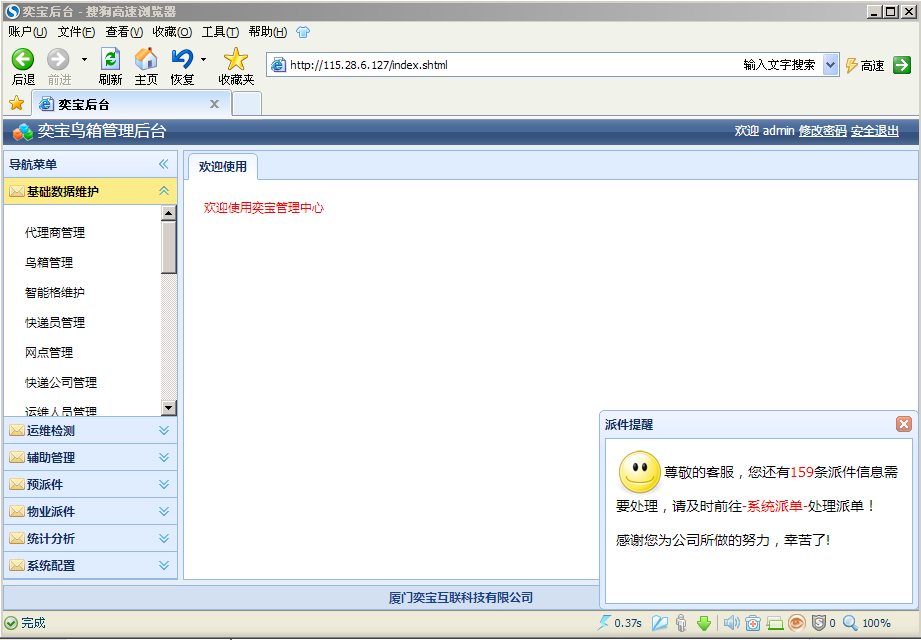 奕宝后台 - 搜狗高速浏览器
账户(U) 文件(F) 查看(V) 收藏(O) 工具(T) 帮助(H)
后退 前进 刷新 主页 恢复 收藏夹 http://115.28.6.127/index.shtml 输入文字搜索 高速
奕宝后台
奕宝鸟箱管理后台 欢迎 admin 修改密码 安全退出
导航菜单
欢迎使用
基础数据维护
欢迎使用奕宝管理中心
代理商管理
鸟箱管理
智能格维护
快递员管理
网点管理
快递公司管理
运维人员管理
运维检测
辅助管理
预派件
物业派件
统计分析
系统配置
派件提醒
尊敬的客服，您还有159条派件信息需
要处理，请及时前往-系统派单-处理派单！
感谢您为公司所做的努力，幸苦了!
厦门奕宝互联科技有限公司
完成 0.37s 0 100%